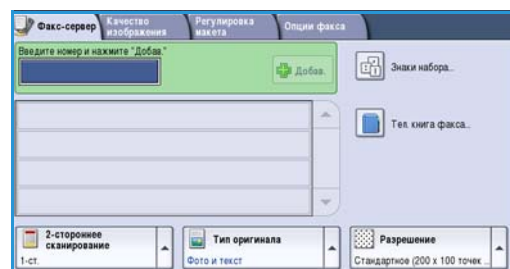 Факс-сервер
Качество
изображения
Регулировка
макета
Опции факса
Введите номер и нажмите "Добав."
Добав.
Знаки набора...
Тел. книга факса...
2-стороннее
сканирование
1-ст.
Тип оригинала
Фото и текст
Разрешение
Стандартное (200 x 100 точек ...